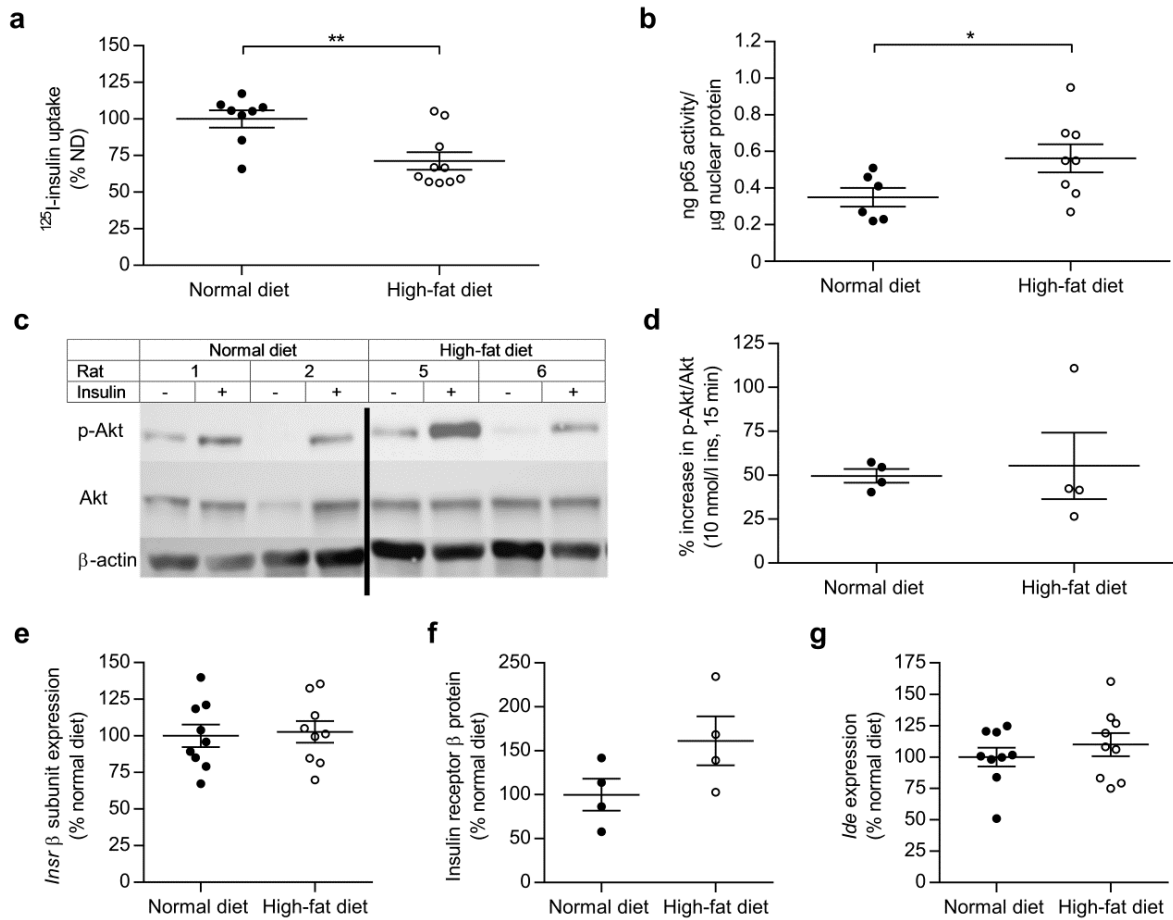 a
**
150
125
100
75
50
25
0
¹²⁵I-insulin uptake
(% ND)
Normal diet High-fat diet
b
*
1.2
1.0
0.8
0.6
0.4
0.2
0
ng p65 activity/
μg nuclear protein
Normal diet High-fat diet
c
Normal diet High-fat diet
Rat 1 2 5 6
Insulin - + - + - + - +
p-Akt
Akt
β-actin
d
125
100
75
50
25
0
% increase in p-Akt/Akt
(10 nmol/l ins, 15 min)
Normal diet High-fat diet
e
150
125
100
75
50
25
0
Insr β subunit expression
(% normal diet)
Normal diet High-fat diet
f
250
200
150
100
50
0
Insulin receptor β protein
(% normal diet)
Normal diet High-fat diet
g
175
150
125
100
75
50
25
0
Ide expression
(% normal diet)
Normal diet High-fat diet